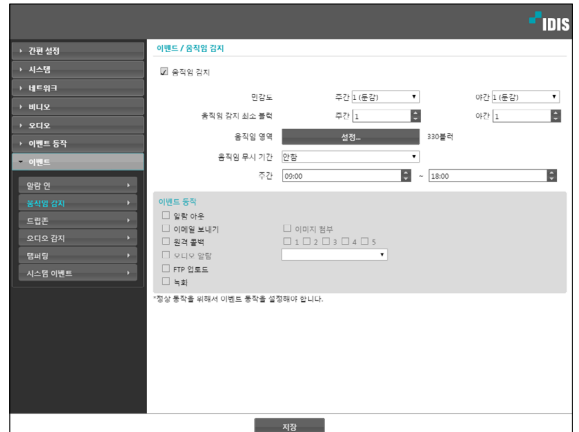 IDIS
간편 설정
시스템
네트워크
비디오
오디오
이벤트 동작
이벤트
알람 인
움직임 감지
트립존
오디오 감지
탬퍼링
시스템 이벤트
이벤트 / 움직임 감지
움직임 감지
민감도 주간 1 (둔감) 야간 1 (둔감)
움직임 감지 최소 블럭 주간 1 야간 1
움직임 영역 설정... 330블럭
움직임 무시 기간 안함
주간 09:00 ~ 18:00
이벤트 동작
알람 아웃
이메일 보내기 이미지 첨부
원격 콜백 1 2 3 4 5
오디오 알람
FTP 업로드
녹화
*정상 동작을 위해서 이벤트 동작을 설정해야 합니다.
저장